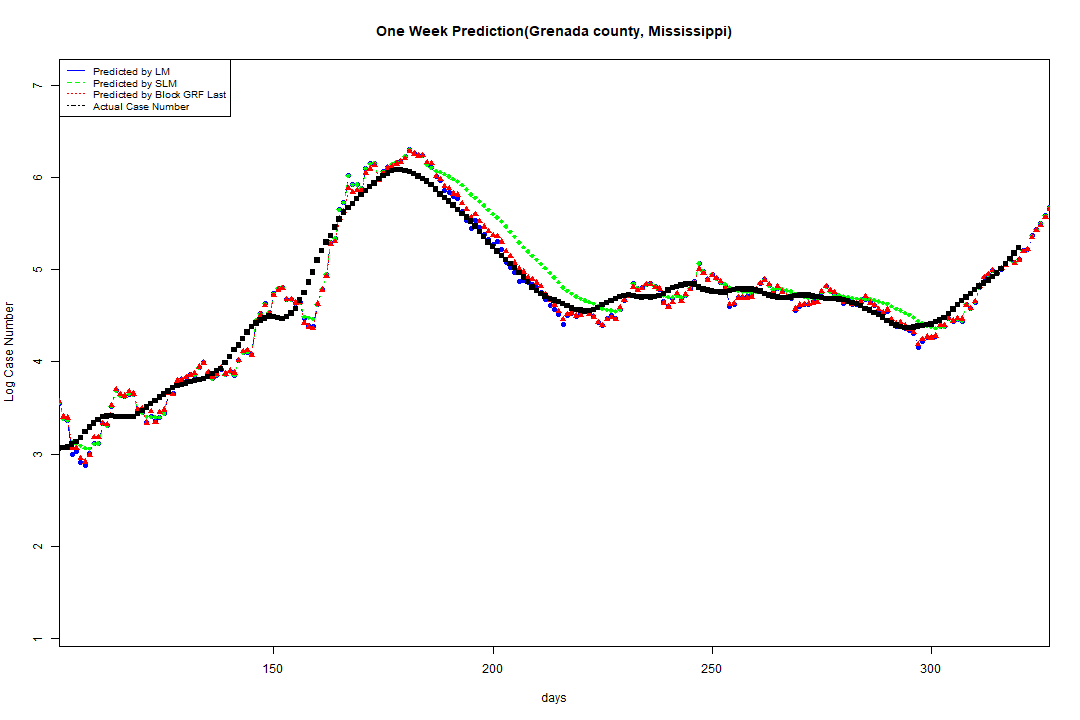 One Week Prediction(Grenada county, Mississippi)
Predicted by LM
Predicted by SLM
Predicted by Block GRF Last
Actual Case Number
7
6
5
4
3
2
1
Log Case Number
150 200 250 300
days